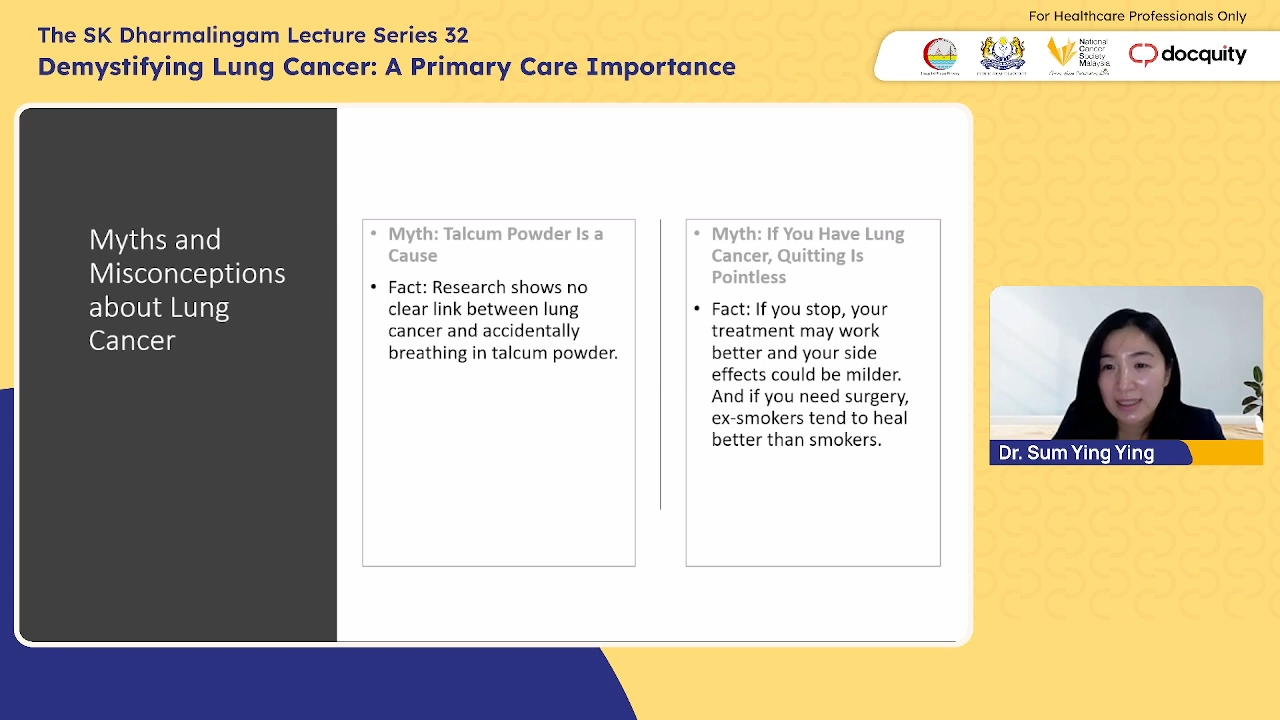 For Healthcare Professionals Only
The SK Dharmalingam Lecture Series 32
Demystifying Lung Cancer: A Primary Care Importance
National
Cancer
Society
Malaysia
docquity
Myths and
Misconceptions
about Lung
Cancer
• Myth: Talcum Powder Is a
Cause
• Fact: Research shows no
clear link between lung
cancer and accidentally
breathing in talcum powder.
• Myth: If You Have Lung
Cancer, Quitting Is
Pointless
• Fact: If you stop, your
treatment may work
better and your side
effects could be milder.
And if you need surgery,
ex-smokers tend to heal
better than smokers.
Dr. Sum Ying Ying